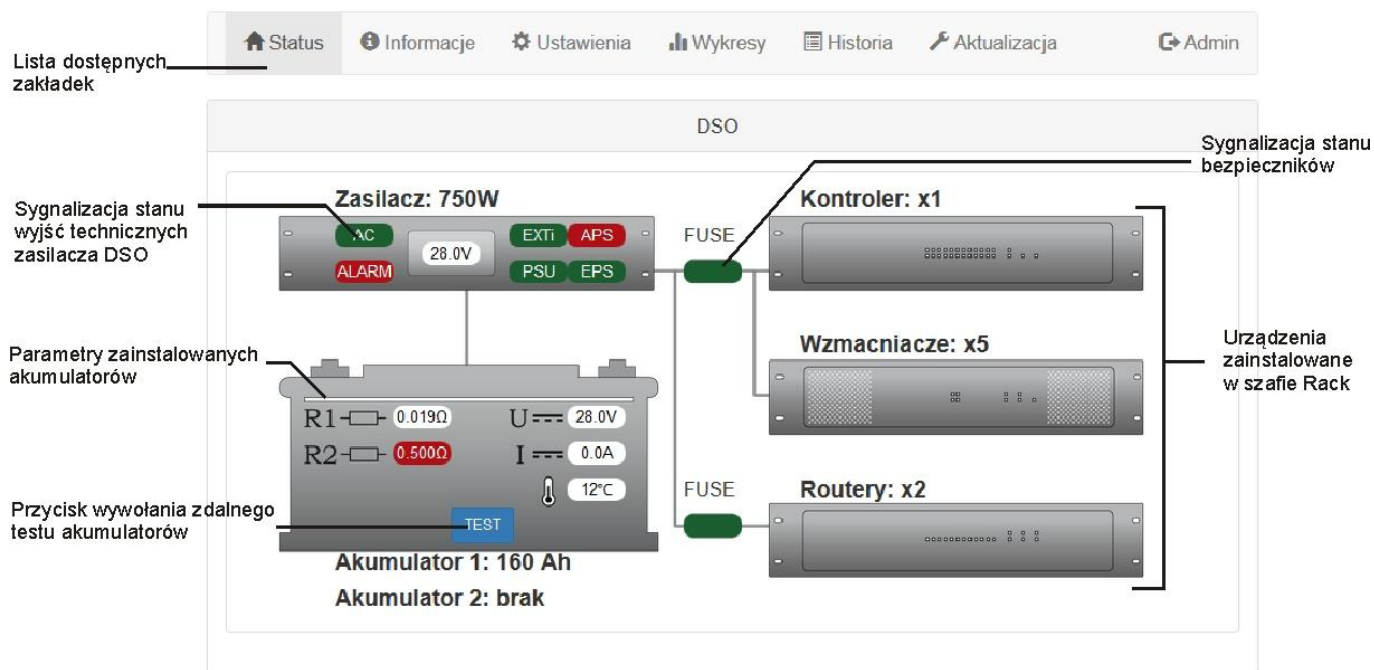 Status Informacje Ustawienia Wykresy Historia Aktualizacja Admin
Lista dostępnych
zakładek
DSO
Sygnalizacja stanu
bezpieczników
Zasilacz: 750W
Kontroler: x1
Sygnalizacja stanu
wyjść technicznych
zasilacza DSO
AC
28.0V
EXTi APS
ALARM
PSU EPS
FUSE
Parametry zainstalowanych
akumulatorów
Wzmacniacze: x5
Urządzenia
zainstalowane
w szafie Rack
R1 0.019Ω U 28.0V
R2 0.500Ω I 0.0A
12°C
FUSE
Routery: x2
Przycisk wywołania zdalnego
testu akumulatorów
TEST
Akumulator 1: 160 Ah
Akumulator 2: brak